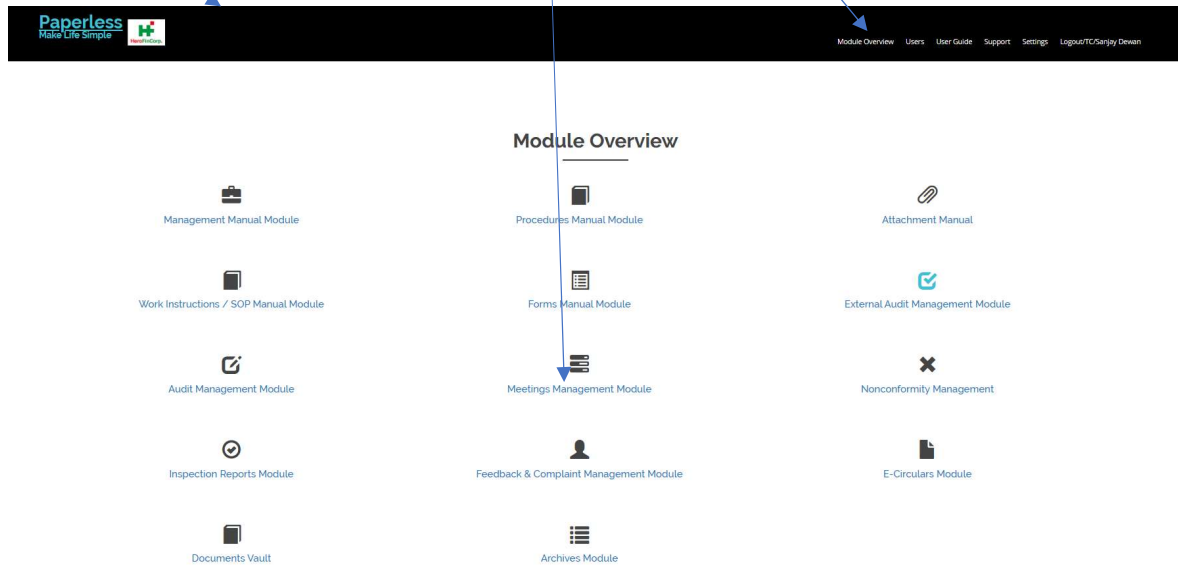 Paperless
Make Life Simple
HeroFinCorp.
Module Overview Users User Guide Support Settings Logout/TC/Sanjay Dewan
Module Overview
Management Manual Module
Procedures Manual Module
Attachment Manual
Work Instructions / SOP Manual Module
Forms Manual Module
External Audit Management Module
Audit Management Module
Meetings Management Module
Nonconformity Management
Inspection Reports Module
Feedback & Complaint Management Module
E-Circulars Module
Documents Vault
Archives Module